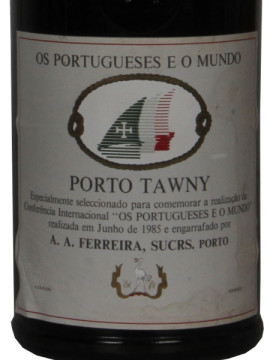 OS PORTUGUESES E O MUNDO
PORTO TAWNY
Especialmente seleccionado para comemorar a realização da
Conferência Internacional "OS PORTUGUESES E O MUNDO"
realizada em Junho de 1985 e engarrafado por
A. A. FERREIRA, SUCRS. PORTO